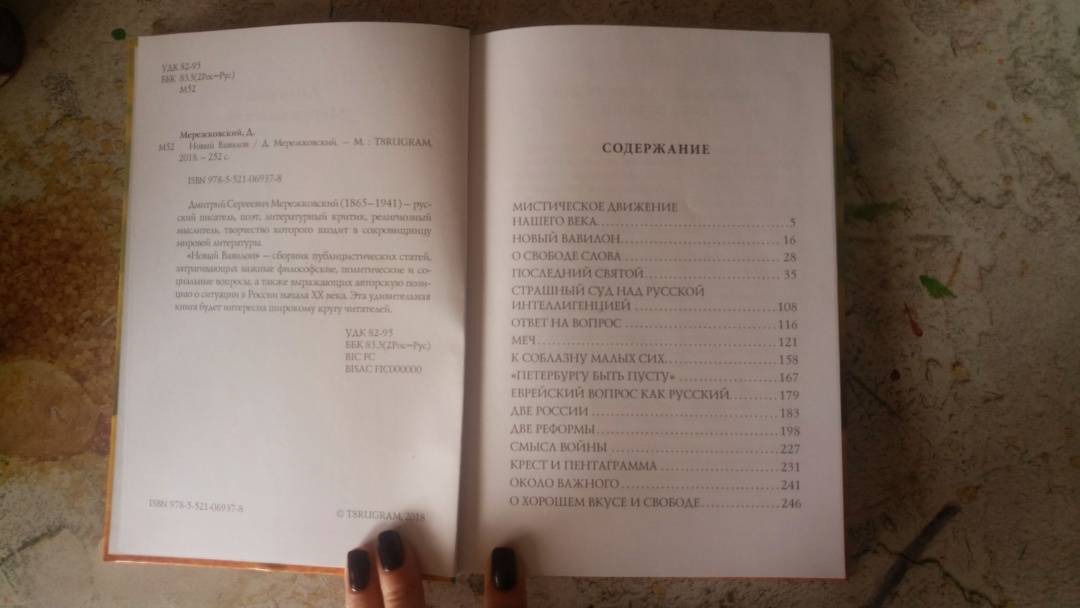 УДК 82-95
ББК 83.3(2Рос=Рус)
М52
Мережковский, Д.
М52 Новый Вавилон / Д. Мережковский. – М. : T8RUGRAM,
2018. – 252 с.
ISBN 978-5-521-06937-8
Дмитрий Сергеевич Мережковский (1865–1941) – рус-
ский писатель, поэт, литературный критик, религиозный
мыслитель, творчество которого входит в сокровищницу
мировой литературы.
«Новый Вавилон» – сборник публицистических статей,
затрагивающих важные философские, политические и со-
циальные вопросы, а также выражающих авторскую пози-
цию о ситуации в России начала XX века. Эта удивительная
книга будет интересна широкому кругу читателей.
УДК 82-95
ББК 83.3(2Рос=Рус)
BIC FC
BISAC FIC000000
ISBN 978-5-521-06937-8
© T8RUGRAM, 2018
СОДЕРЖАНИЕ
МИСТИЧЕСКОЕ ДВИЖЕНИЕ
НАШЕГО ВЕКА 5
НОВЫЙ ВАВИЛОН 16
О СВОБОДЕ СЛОВА 28
ПОСЛЕДНИЙ СВЯТОЙ 35
СТРАШНЫЙ СУД НАД РУССКОЙ
ИНТЕЛЛИГЕНЦИЕЙ 108
ОТВЕТ НА ВОПРОС 116
МЕЧ 121
К СОБЛАЗНУ МАЛЫХ СИХ 158
«ПЕТЕРБУРГУ БЫТЬ ПУСТУ» 167
ЕВРЕЙСКИЙ ВОПРОС КАК РУССКИЙ 179
ДВЕ РОССИИ 183
ДВЕ РЕФОРМЫ 198
СМЫСЛ ВОЙНЫ 227
КРЕСТ И ПЕНТАГРАММА 231
ОКОЛО ВАЖНОГО 241
О ХОРОШЕМ ВКУСЕ И СВОБОДЕ 246